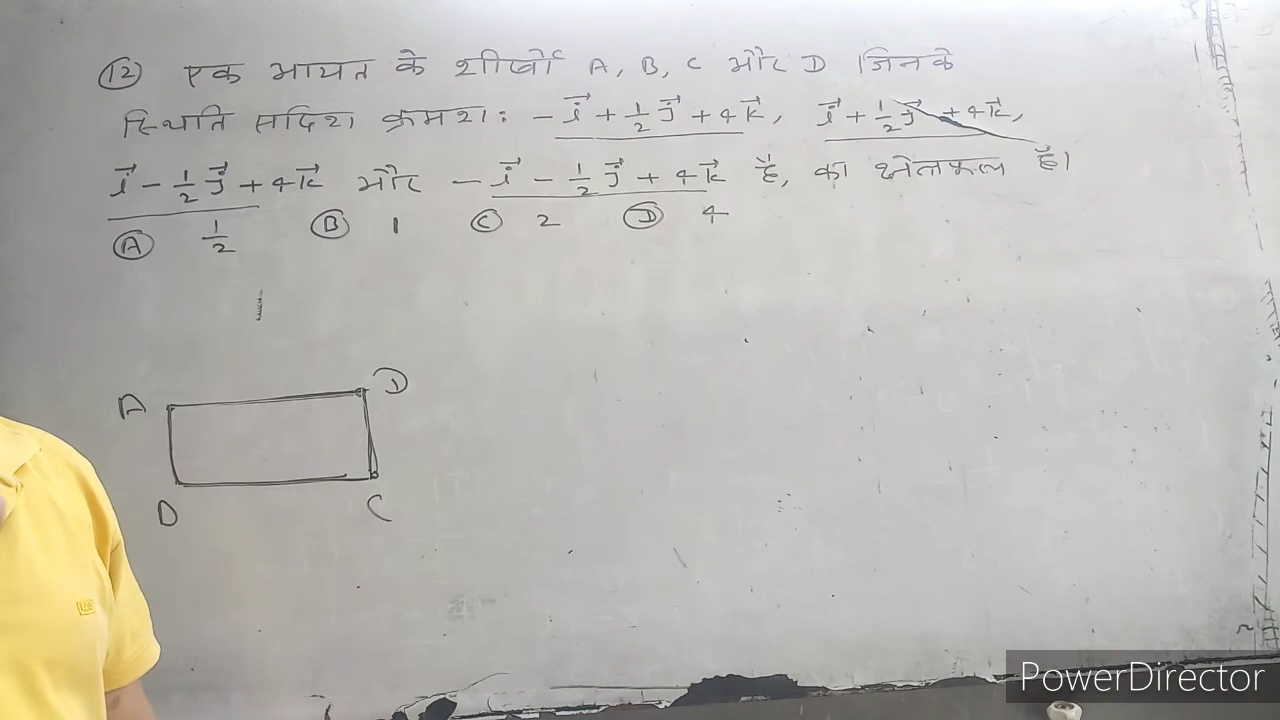 (12) एक आयत के शीर्षों A, B, C और D जिनके
स्थिति सदिश क्रमशः -i⃗ + 1/2 j⃗ + 4k⃗, i⃗ + 1/2 j⃗ + 4k⃗,
i⃗ - 1/2 j⃗ + 4k⃗ और -i⃗ - 1/2 j⃗ + 4k⃗ हैं, का क्षेत्रफल है।
(A) 1/2 (B) 1 (C) 2 (D) 4
A D
D C
PowerDirector